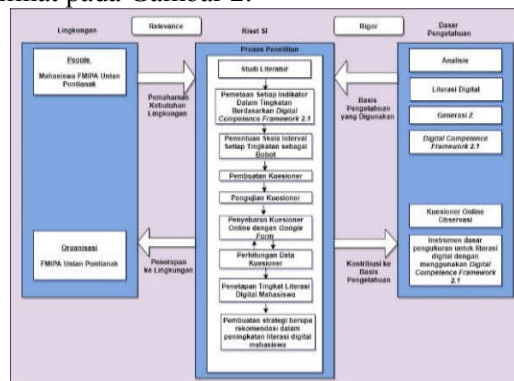 Lingkungan
Relevance
Riset SI
Rigor
Dasar
Pengetahuan
People
Mahasiswa FMIPA Untan
Pontianak
Pemahaman
Kebutuhan
Lingkungan
Organisasi
FMIPA Untan Pontianak
Penerapan
ke Lingkungan
Proses Penelitian
Studi Literatur
Pemetaan Setiap Indikator
Dalam Tingkatan
Berdasarkan Digital
Competence Framework 2.1
Penentuan Skala Interval
Setiap Tingkatan sebagai
Bobot
Pembuatan Kuesioner
Pengujian Kuesioner
Penyebaran Kuesioner
Online dengan Google
Form
Perhitungan Data
Kuesioner
Penetapan Tingkat Literasi
Digital Mahasiswa
Pembuatan strategi berupa
rekomendasi dalam
peningkatan literasi digital
mahasiswa
Basis
Pengetahuan
yang Digunakan
Kontribusi ke
Basis
Pengetahuan
Analisis
Literasi Digital
Generasi Z
Digital Competence
Framework 2.1
Kuesioner Online
Observasi
Instrumen dasar
pengukuran untuk literasi
digital dengan
menggunakan Digital
Competence Framework
2.1